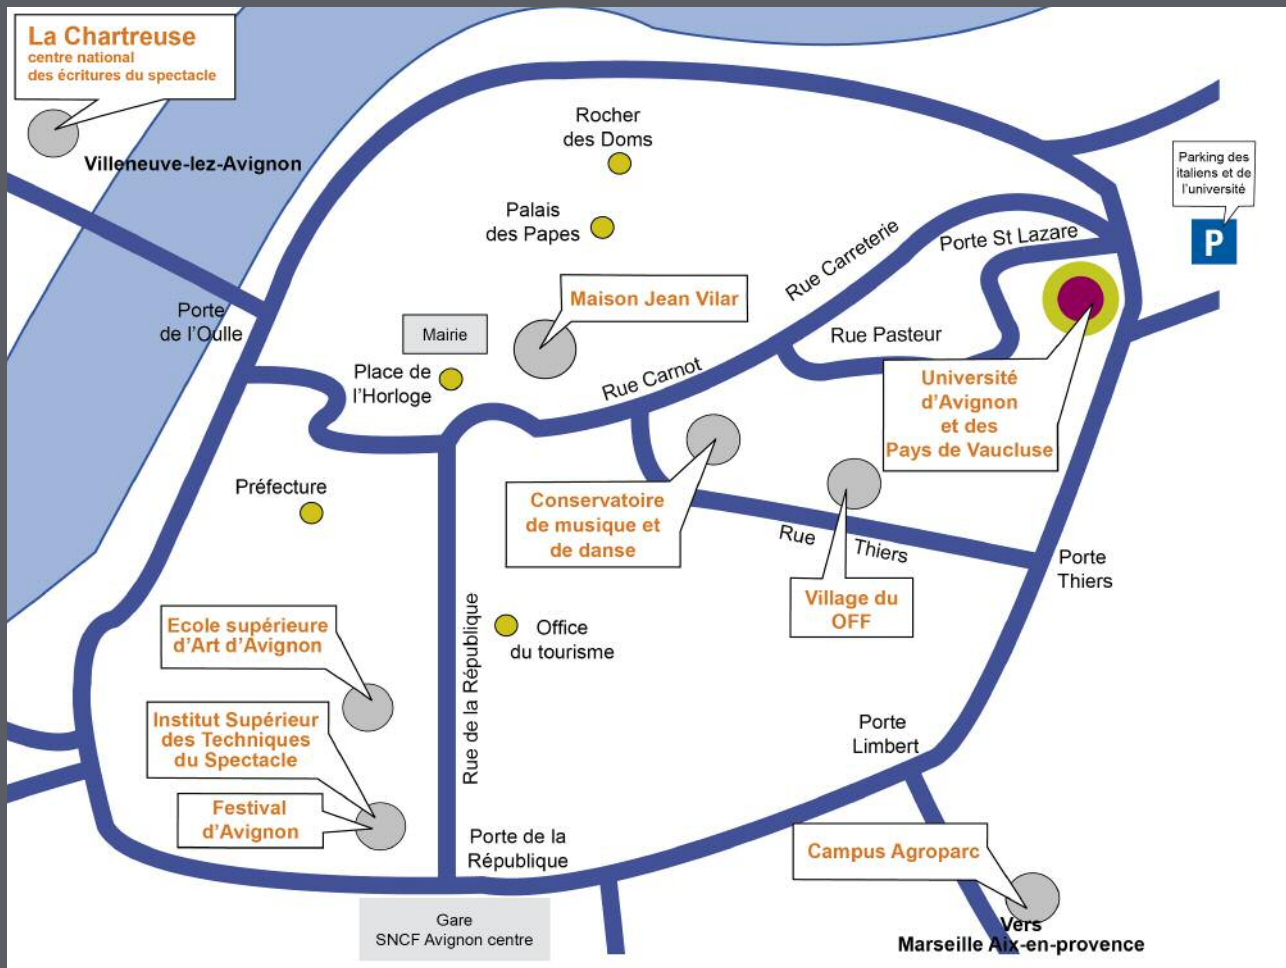 La Chartreuse
centre national
des écritures du spectacle
Villeneuve-lez-Avignon
Rocher
des Doms
Palais
des Papes
Parking des
italiens et de
l'université
P
Porte St Lazare
Rue Carreterie
Maison Jean Vilar
Porte
de l'Oulle
Mairie
Rue Pasteur
Place de
l'Horloge
Rue Carnot
Université
d'Avignon
et des
Pays de Vaucluse
Préfecture
Conservatoire
de musique et
de danse
Rue Thiers
Porte
Thiers
Village du
OFF
Ecole supérieure
d'Art d'Avignon
Rue de la République
Office
du tourisme
Institut Supérieur
des Techniques
du Spectacle
Porte
Limbert
Festival
d'Avignon
Porte de la
République
Campus Agroparc
Gare
SNCF Avignon centre
Vers
Marseille Aix-en-provence